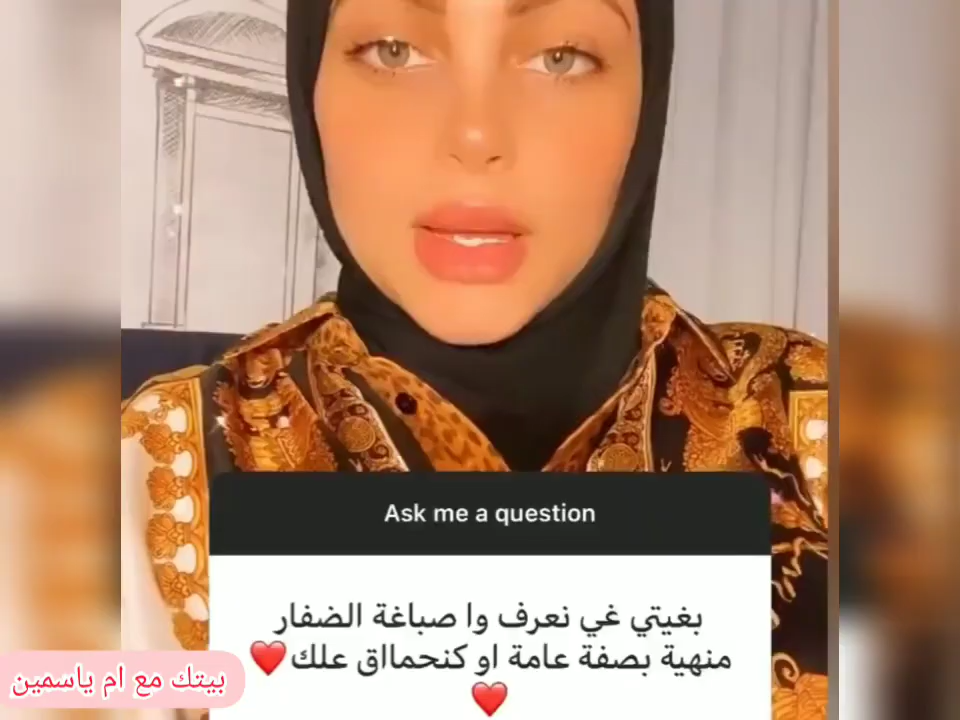 Ask me a question
بغيتي غي نعرف وا صباغة الضفار
منهية بصفة عامة او كنحمااق علك❤️
❤️
بيتك مع ام ياسمين